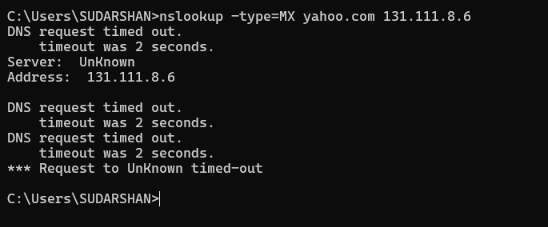 C:\Users\SUDARSHAN>nslookup -type=MX yahoo.com 131.111.8.6
DNS request timed out.
    timeout was 2 seconds.
Server:  UnKnown
Address:  131.111.8.6

DNS request timed out.
    timeout was 2 seconds.
DNS request timed out.
    timeout was 2 seconds.
*** Request to UnKnown timed-out

C:\Users\SUDARSHAN>